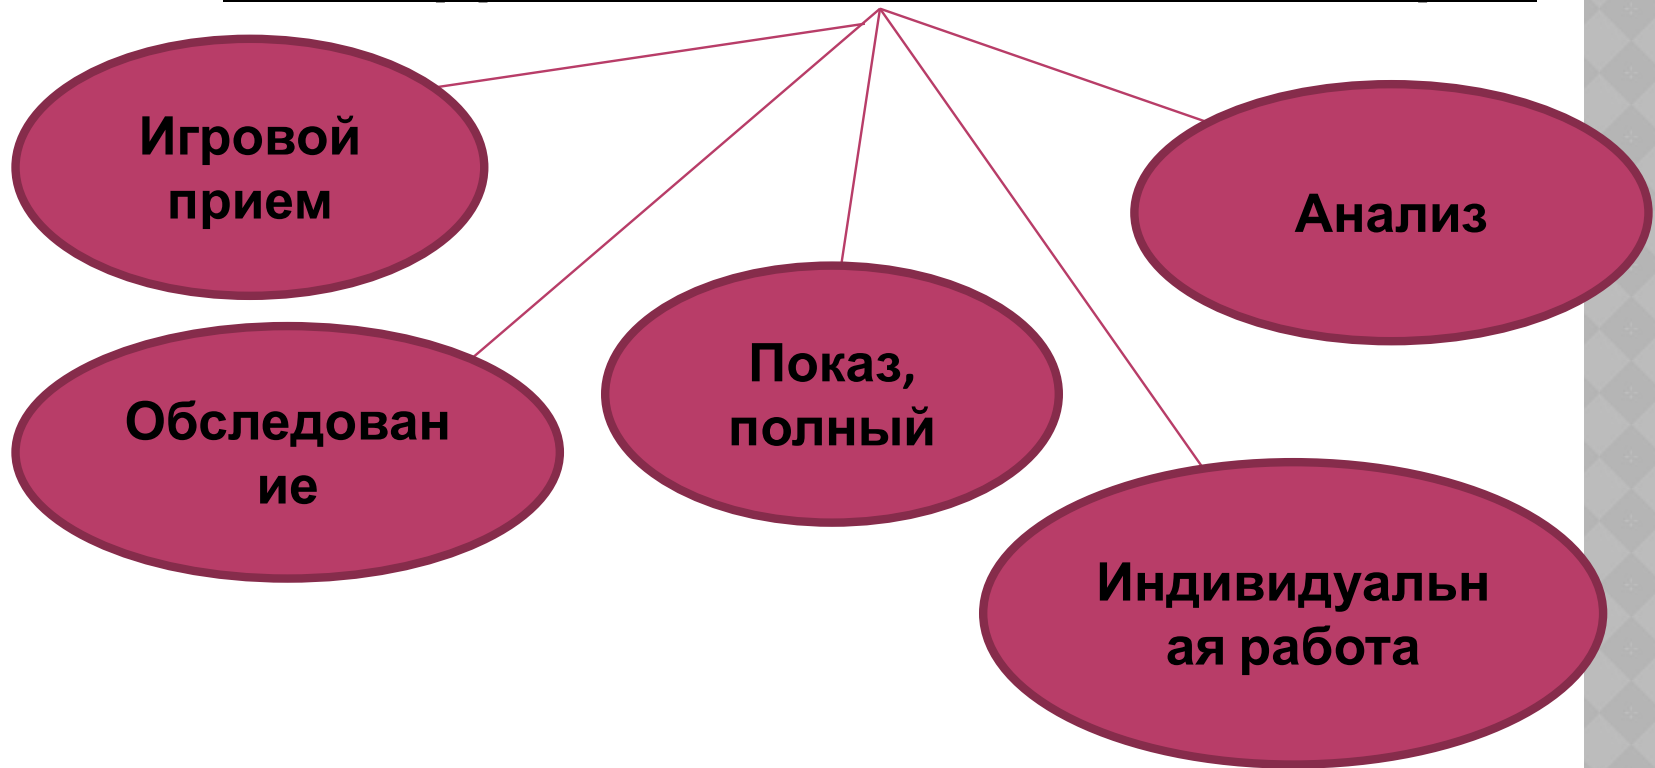 Игровой
прием
Анализ
Показ,
полный
Обследован
ие
Индивидуальн
ая работа